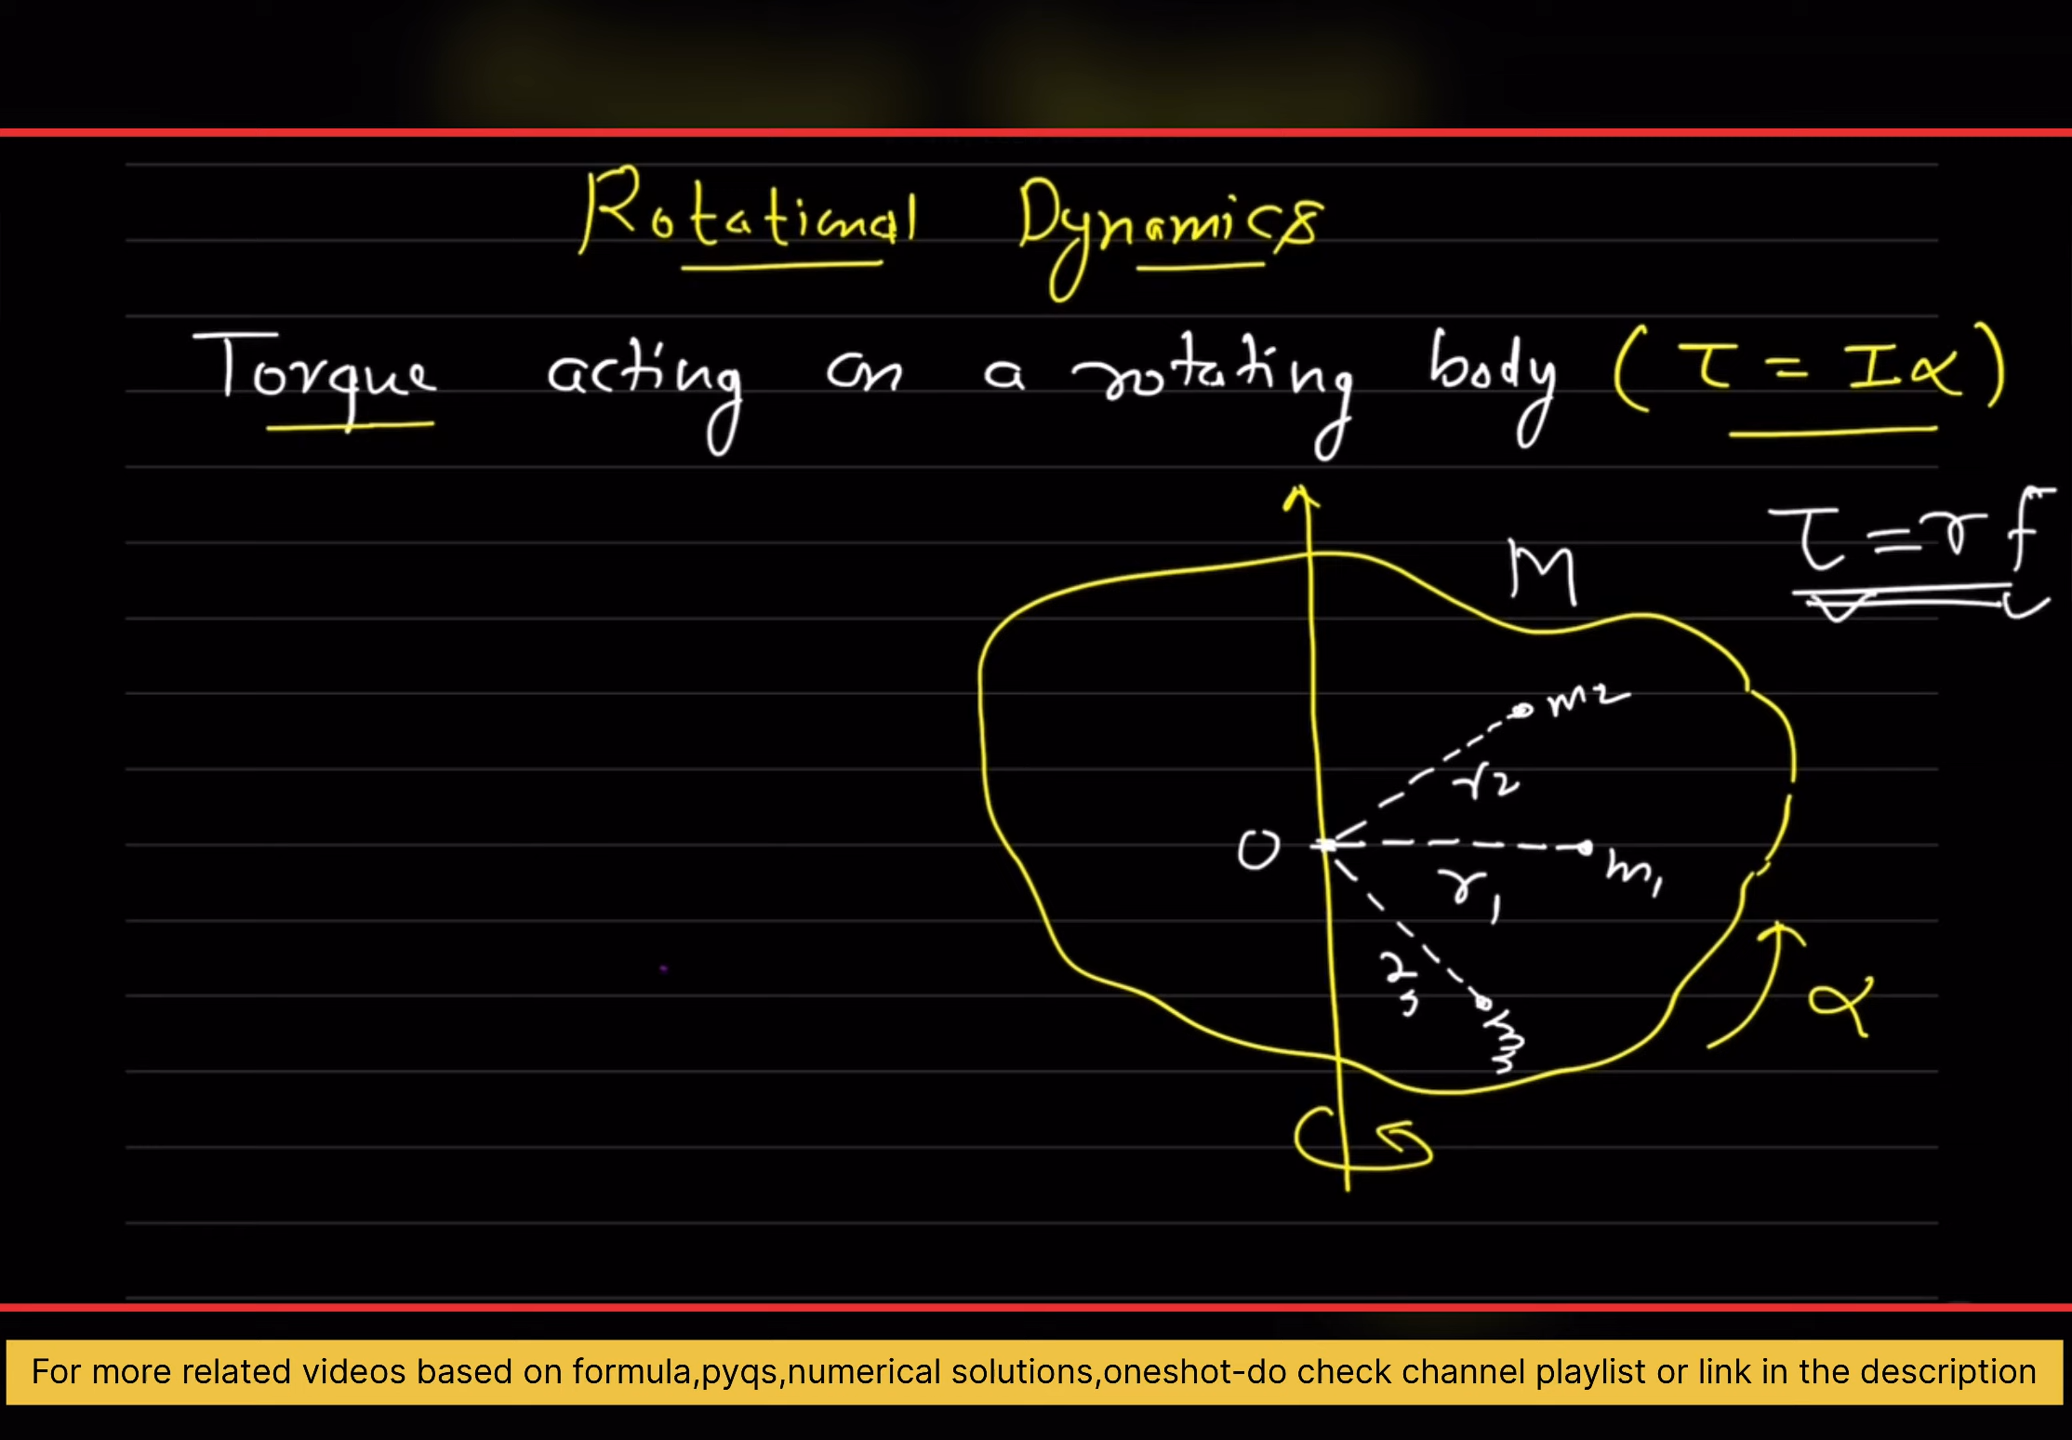 Rotational Dynamics
Torque acting on a rotating body (τ = Iα)
τ = r f
M
m2
r2
O
m1
r1
r3
m3
α
For more related videos based on formula,pyqs,numerical solutions,oneshot-do check channel playlist or link in the description